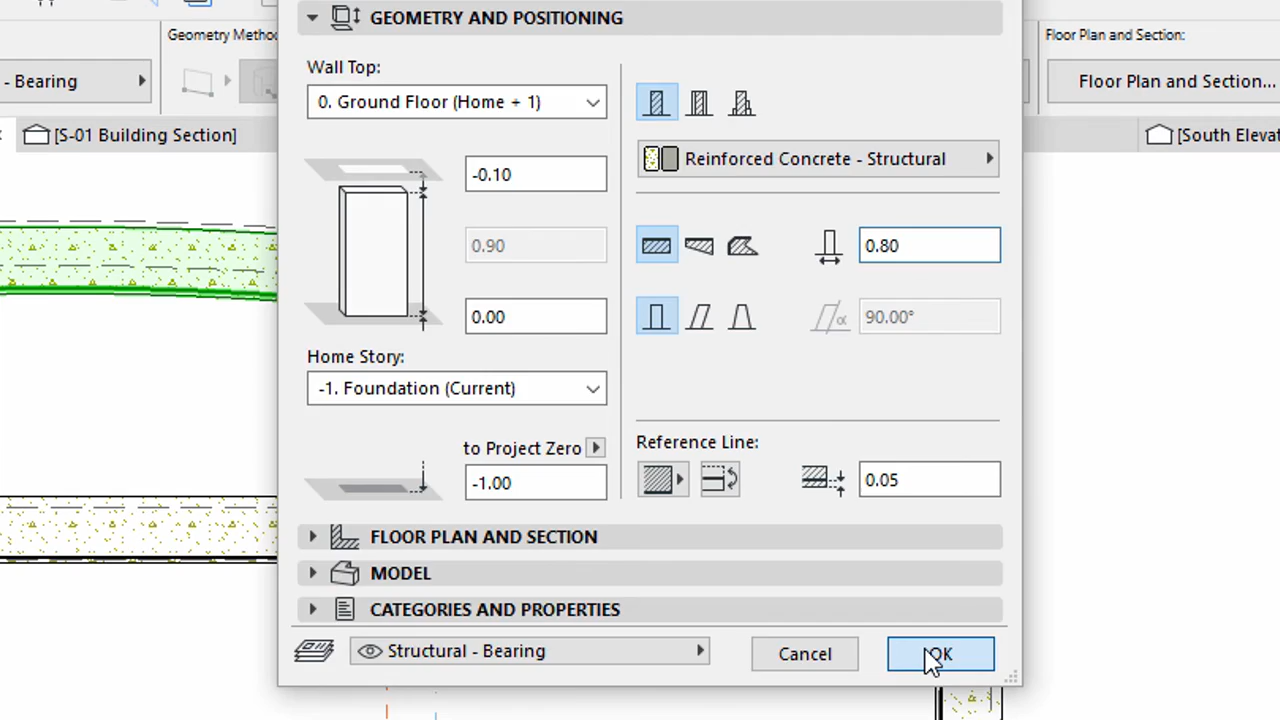 GEOMETRY AND POSITIONING
Geometry Metho
Floor Plan and Section:
- Bearing
Floor Plan and Section...
[S-01 Building Section]
[South Eleva
Wall Top:
0. Ground Floor (Home + 1)
-0.10
0.90
0.00
Home Story:
-1. Foundation (Current)
to Project Zero
-1.00
Reinforced Concrete - Structural
0.80
α
90.00°
Reference Line:
0.05
FLOOR PLAN AND SECTION
MODEL
CATEGORIES AND PROPERTIES
Structural - Bearing
Cancel
OK